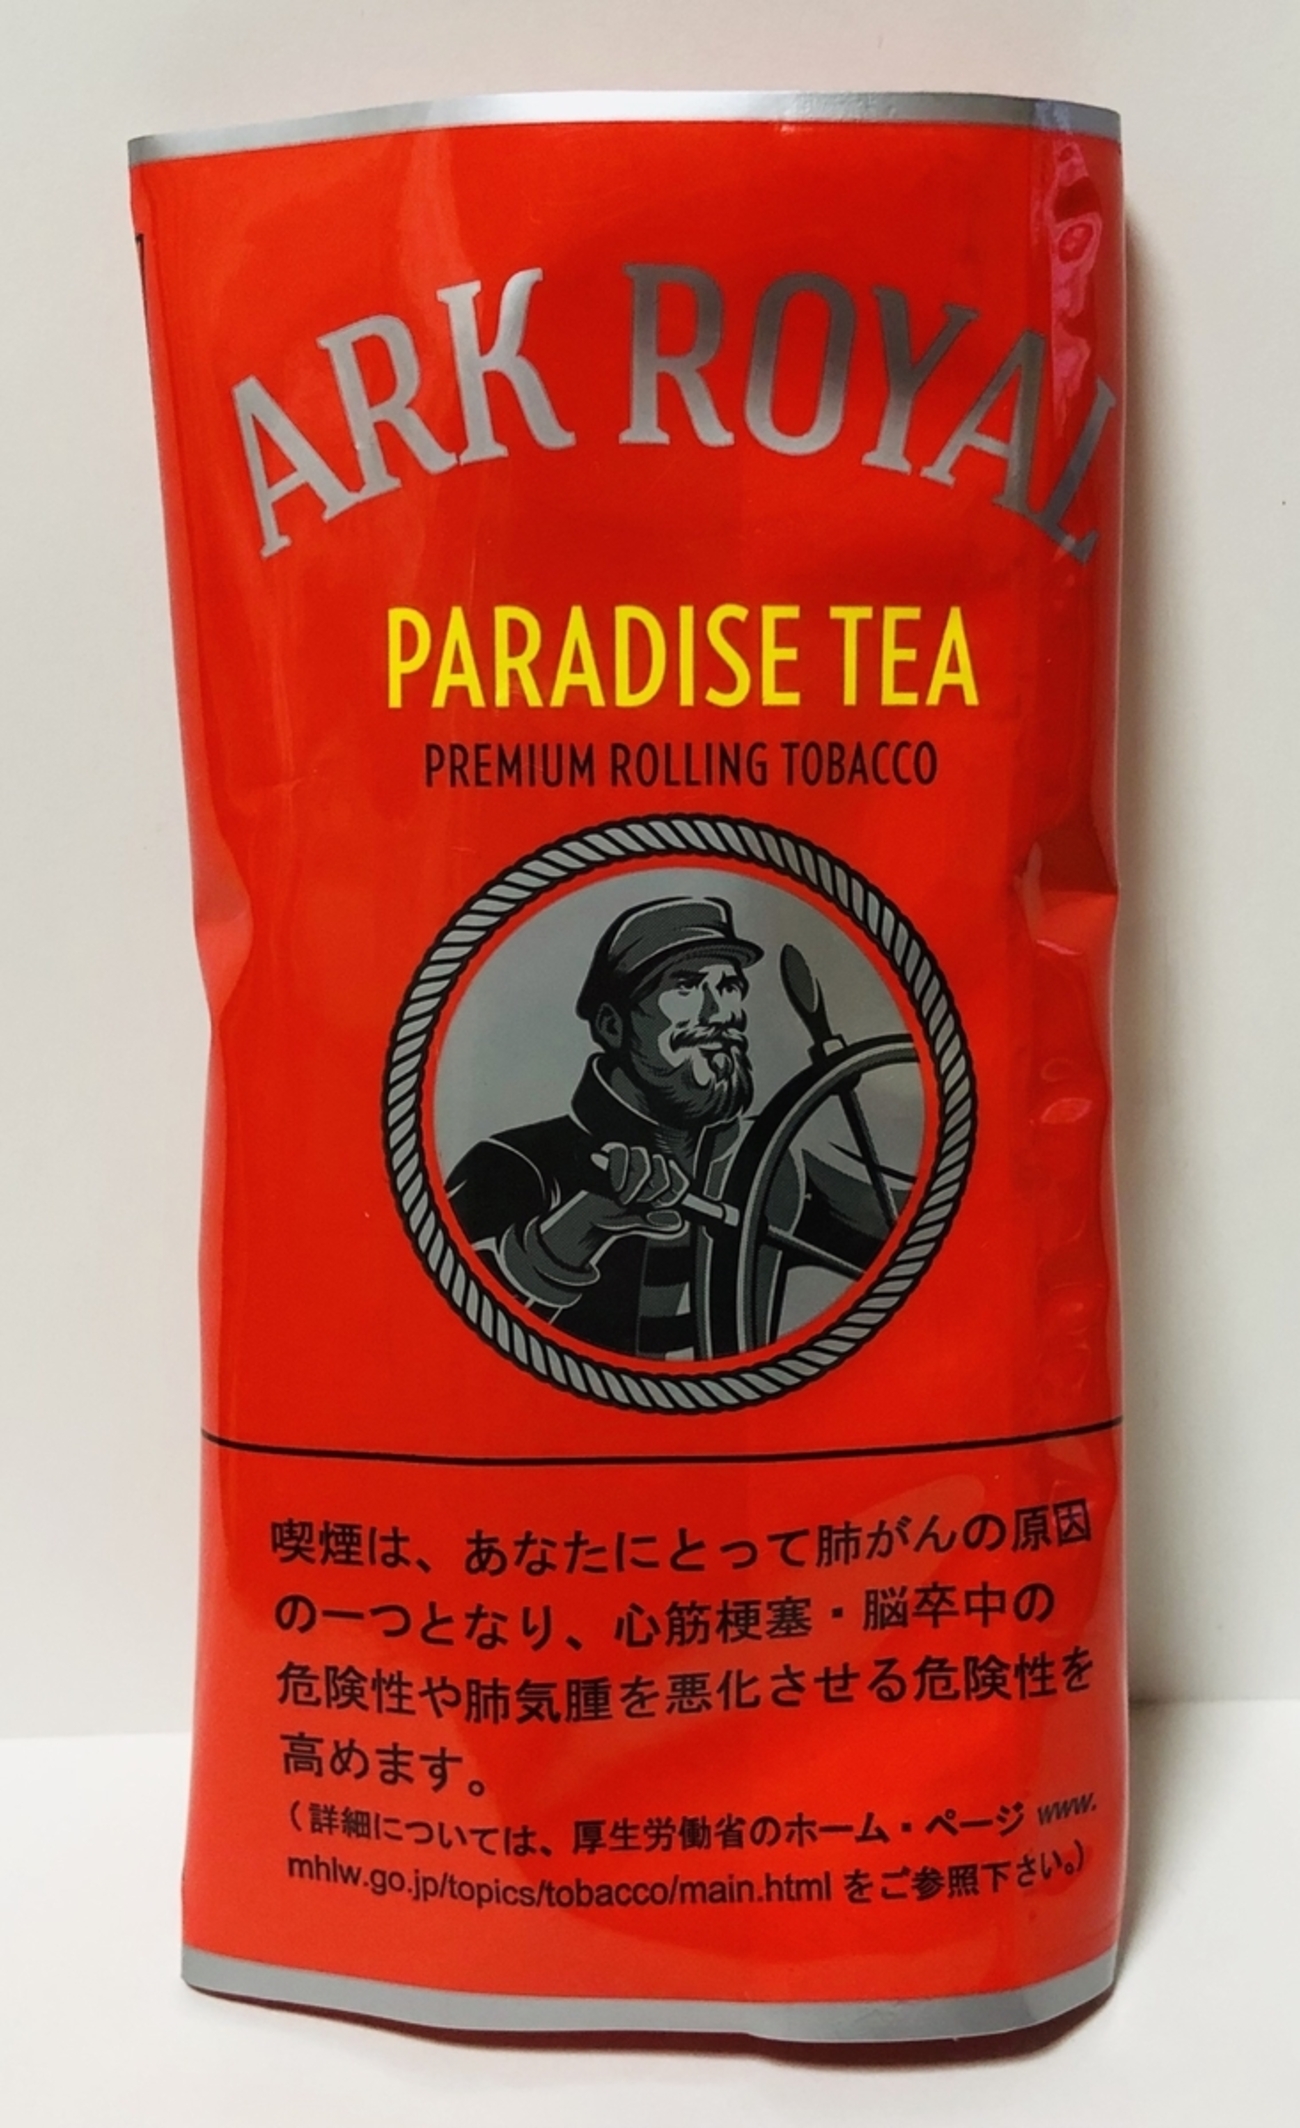 ARK ROYAL
PARADISE TEA
PREMIUM ROLLING TOBACCO
喫煙は、あなたにとって肺がんの原因
の一つとなり、心筋梗塞・脳卒中の
危険性や肺気腫を悪化させる危険性を
高めます。
(詳細については、厚生労働省のホーム・ページ www.
mhlw.go.jp/topics/tobacco/main.html をご参照下さい。)